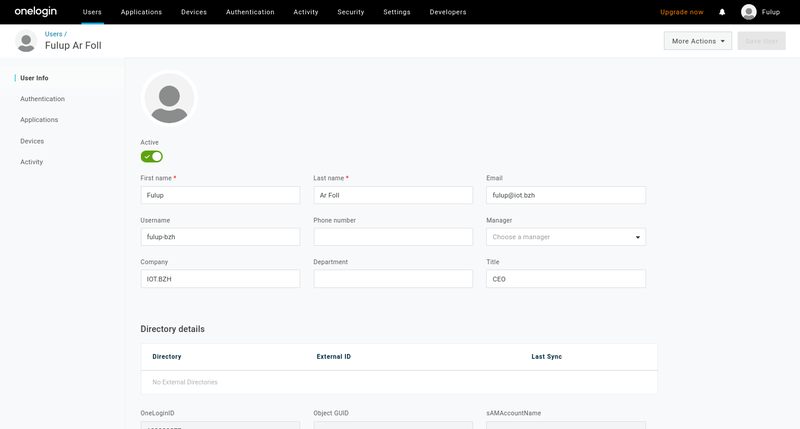 onelogin Users Applications Devices Authentication Activity Security Settings Developers Upgrade now Fulup
Users /
Fulup Ar Foll
More Actions
Save User
User Info
Authentication
Applications
Devices
Activity
Active
First name * Last name * Email
Fulup Ar Foll fulup@iot.bzh
Username Phone number Manager
fulup-bzh Choose a manager
Company Department Title
IOT.BZH CEO
Directory details
Directory External ID Last Sync
No External Directories
OneLoginID Object GUID sAMAccountName